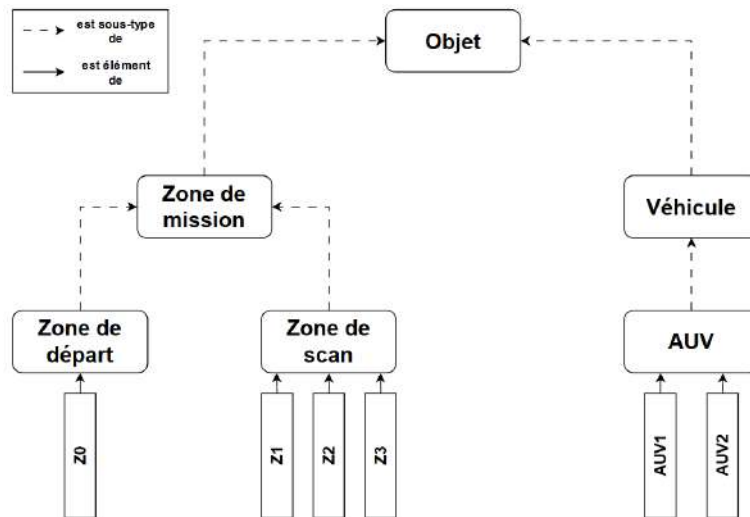 est sous-type
de
est élément
de
Objet
Zone de
mission
Véhicule
Zone de
départ
Zone de
scan
AUV
Z0
Z1
Z2
Z3
AUV1
AUV2